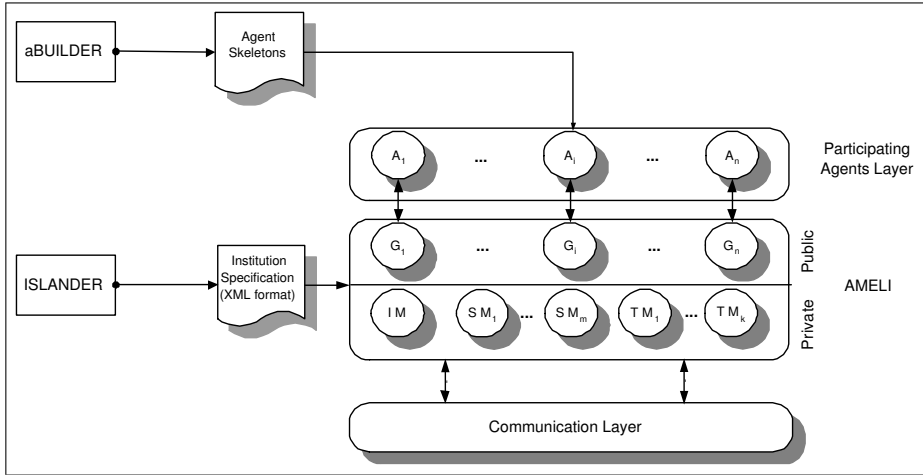 aBUILDER
Agent
Skeletons
A1 ... Ai ... An
Participating
Agents Layer
G1 ... Gi ... Gn
Public
ISLANDER
Institution
Specification
(XML format)
AMELI
I M S M1 ... S Mm T M1 ... T Mk
Private
Communication Layer